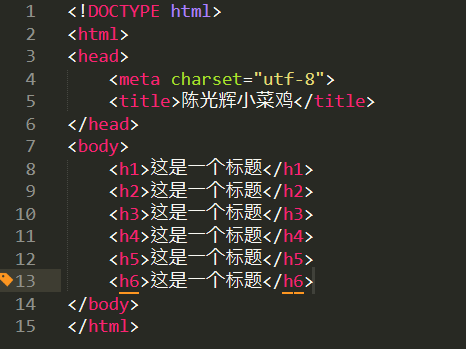 1 <!DOCTYPE html>
2 <html>
3 <head>
4     <meta charset="utf-8">
5     <title>陈光辉小菜鸡</title>
6 </head>
7 <body>
8     <h1>这是一个标题</h1>
9     <h2>这是一个标题</h2>
10     <h3>这是一个标题</h3>
11     <h4>这是一个标题</h4>
12     <h5>这是一个标题</h5>
13     <h6>这是一个标题</h6>
14 </body>
15 </html>